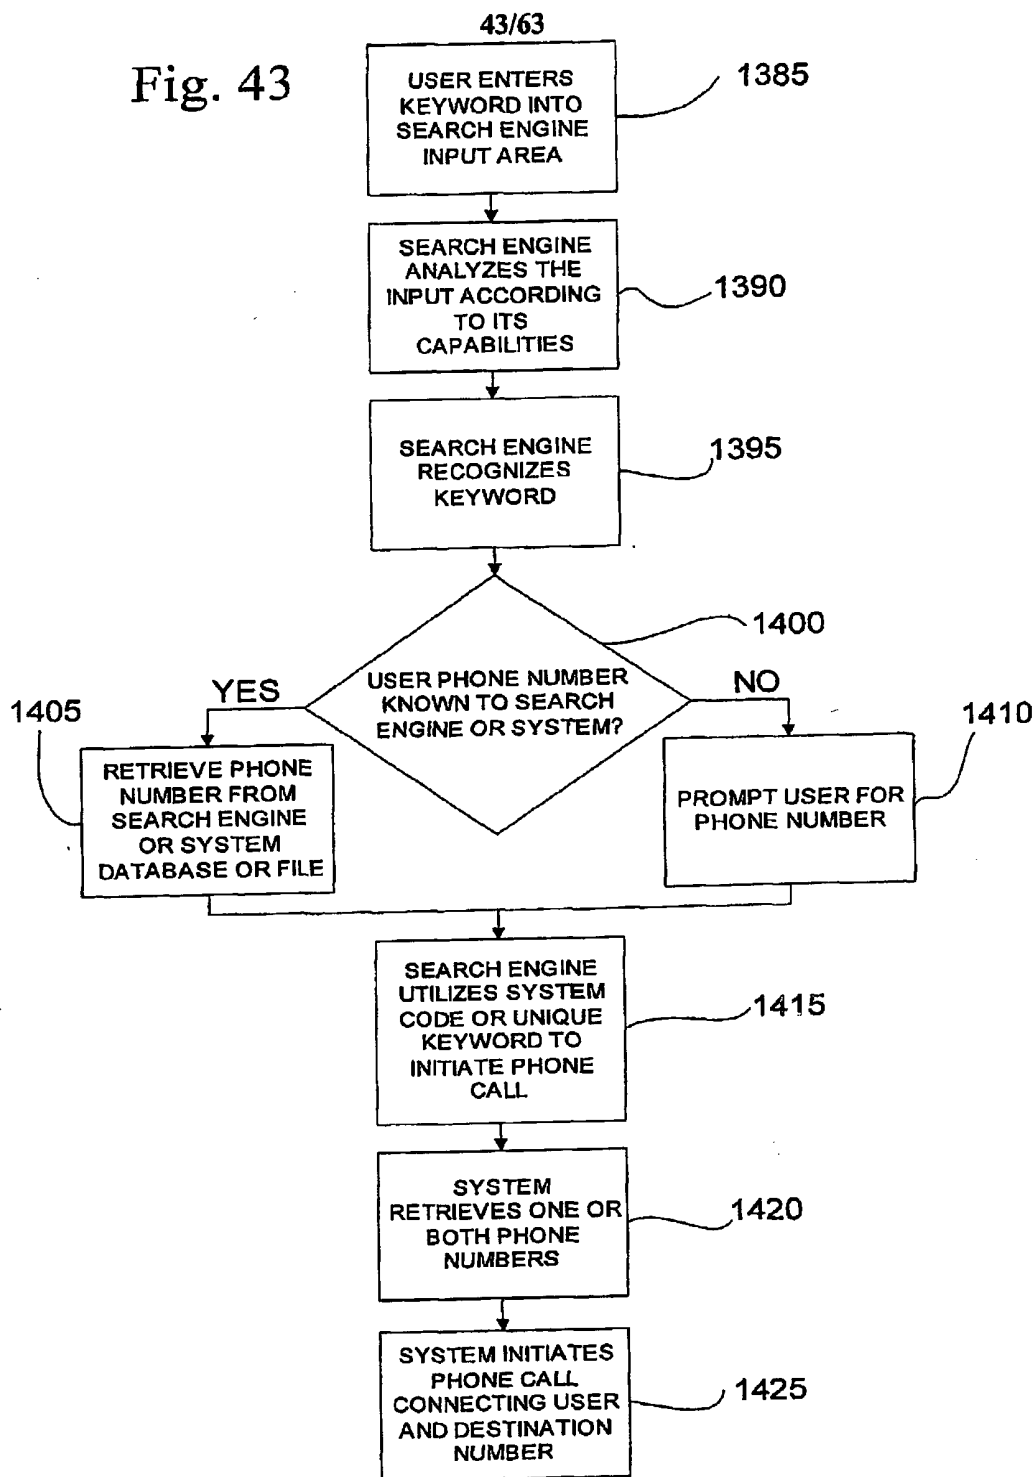 43/63
Fig. 43
USER ENTERS
KEYWORD INTO
SEARCH ENGINE
INPUT AREA
1385
SEARCH ENGINE
ANALYZES THE
INPUT ACCORDING
TO ITS
CAPABILITIES
1390
SEARCH ENGINE
RECOGNIZES
KEYWORD
1395
1400
USER PHONE NUMBER
KNOWN TO SEARCH
ENGINE OR SYSTEM?
YES
NO
1405
RETRIEVE PHONE
NUMBER FROM
SEARCH ENGINE
OR SYSTEM
DATABASE OR FILE
1410
PROMPT USER FOR
PHONE NUMBER
SEARCH ENGINE
UTILIZES SYSTEM
CODE OR UNIQUE
KEYWORD TO
INITIATE PHONE
CALL
1415
SYSTEM
RETRIEVES ONE OR
BOTH PHONE
NUMBERS
1420
SYSTEM INITIATES
PHONE CALL
CONNECTING USER
AND DESTINATION
NUMBER
1425